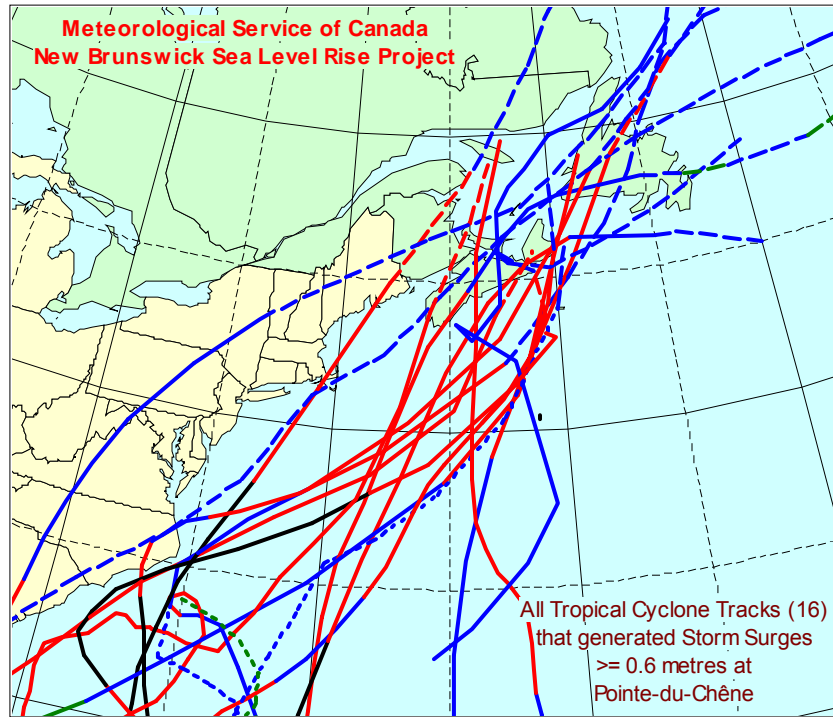 Meteorological Service of Canada
New Brunswick Sea Level Rise Project
All Tropical Cyclone Tracks (16)
that generated Storm Surges
>= 0.6 metres at
Pointe-du-Chêne